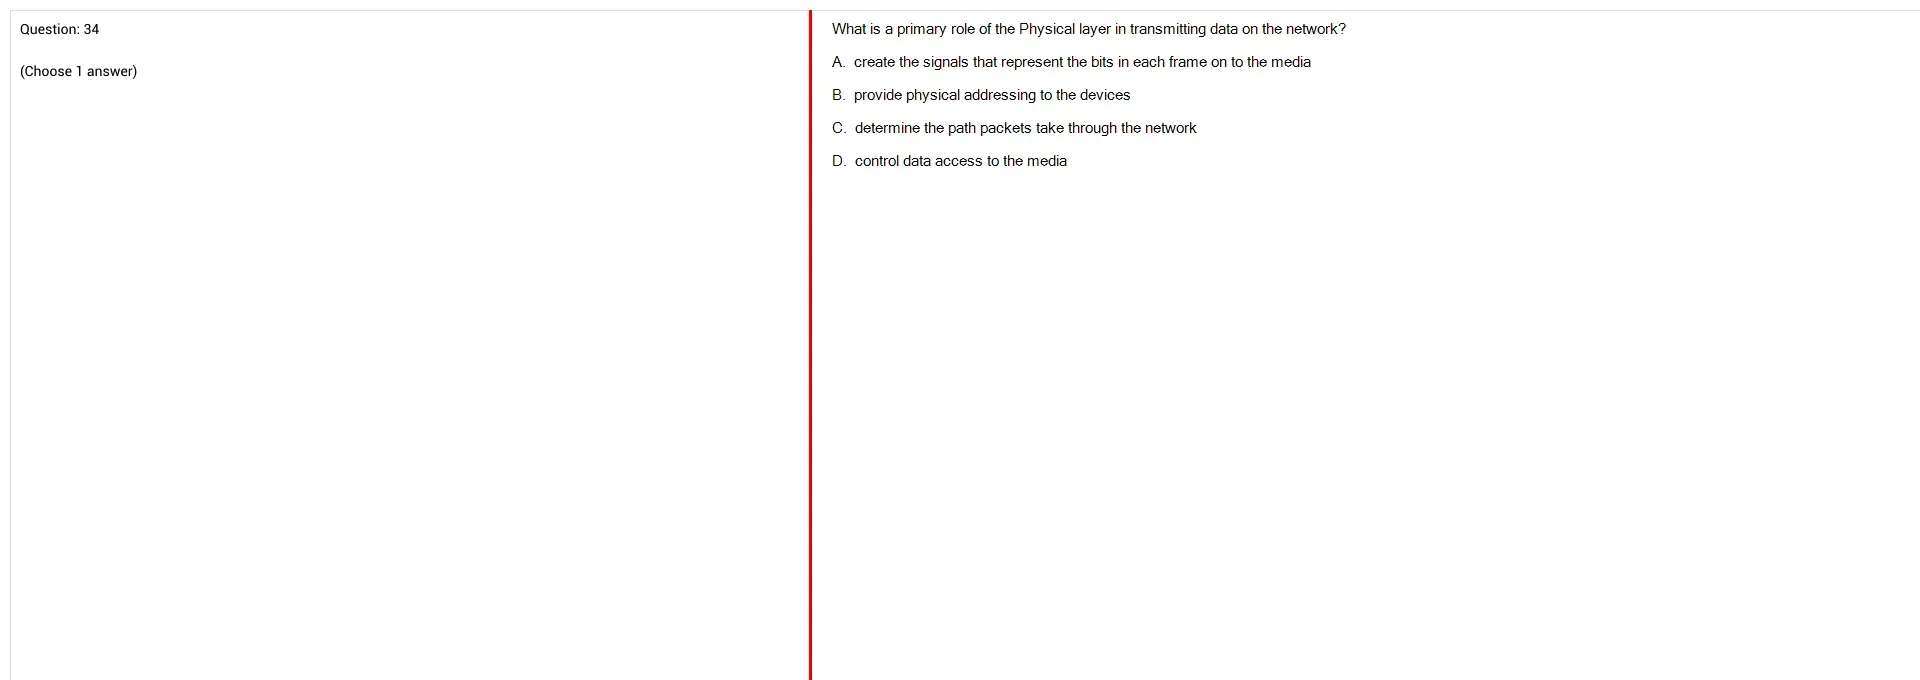 Question: 34
(Choose 1 answer)
What is a primary role of the Physical layer in transmitting data on the network?
A. create the signals that represent the bits in each frame on to the media
B. provide physical addressing to the devices
C. determine the path packets take through the network
D. control data access to the media